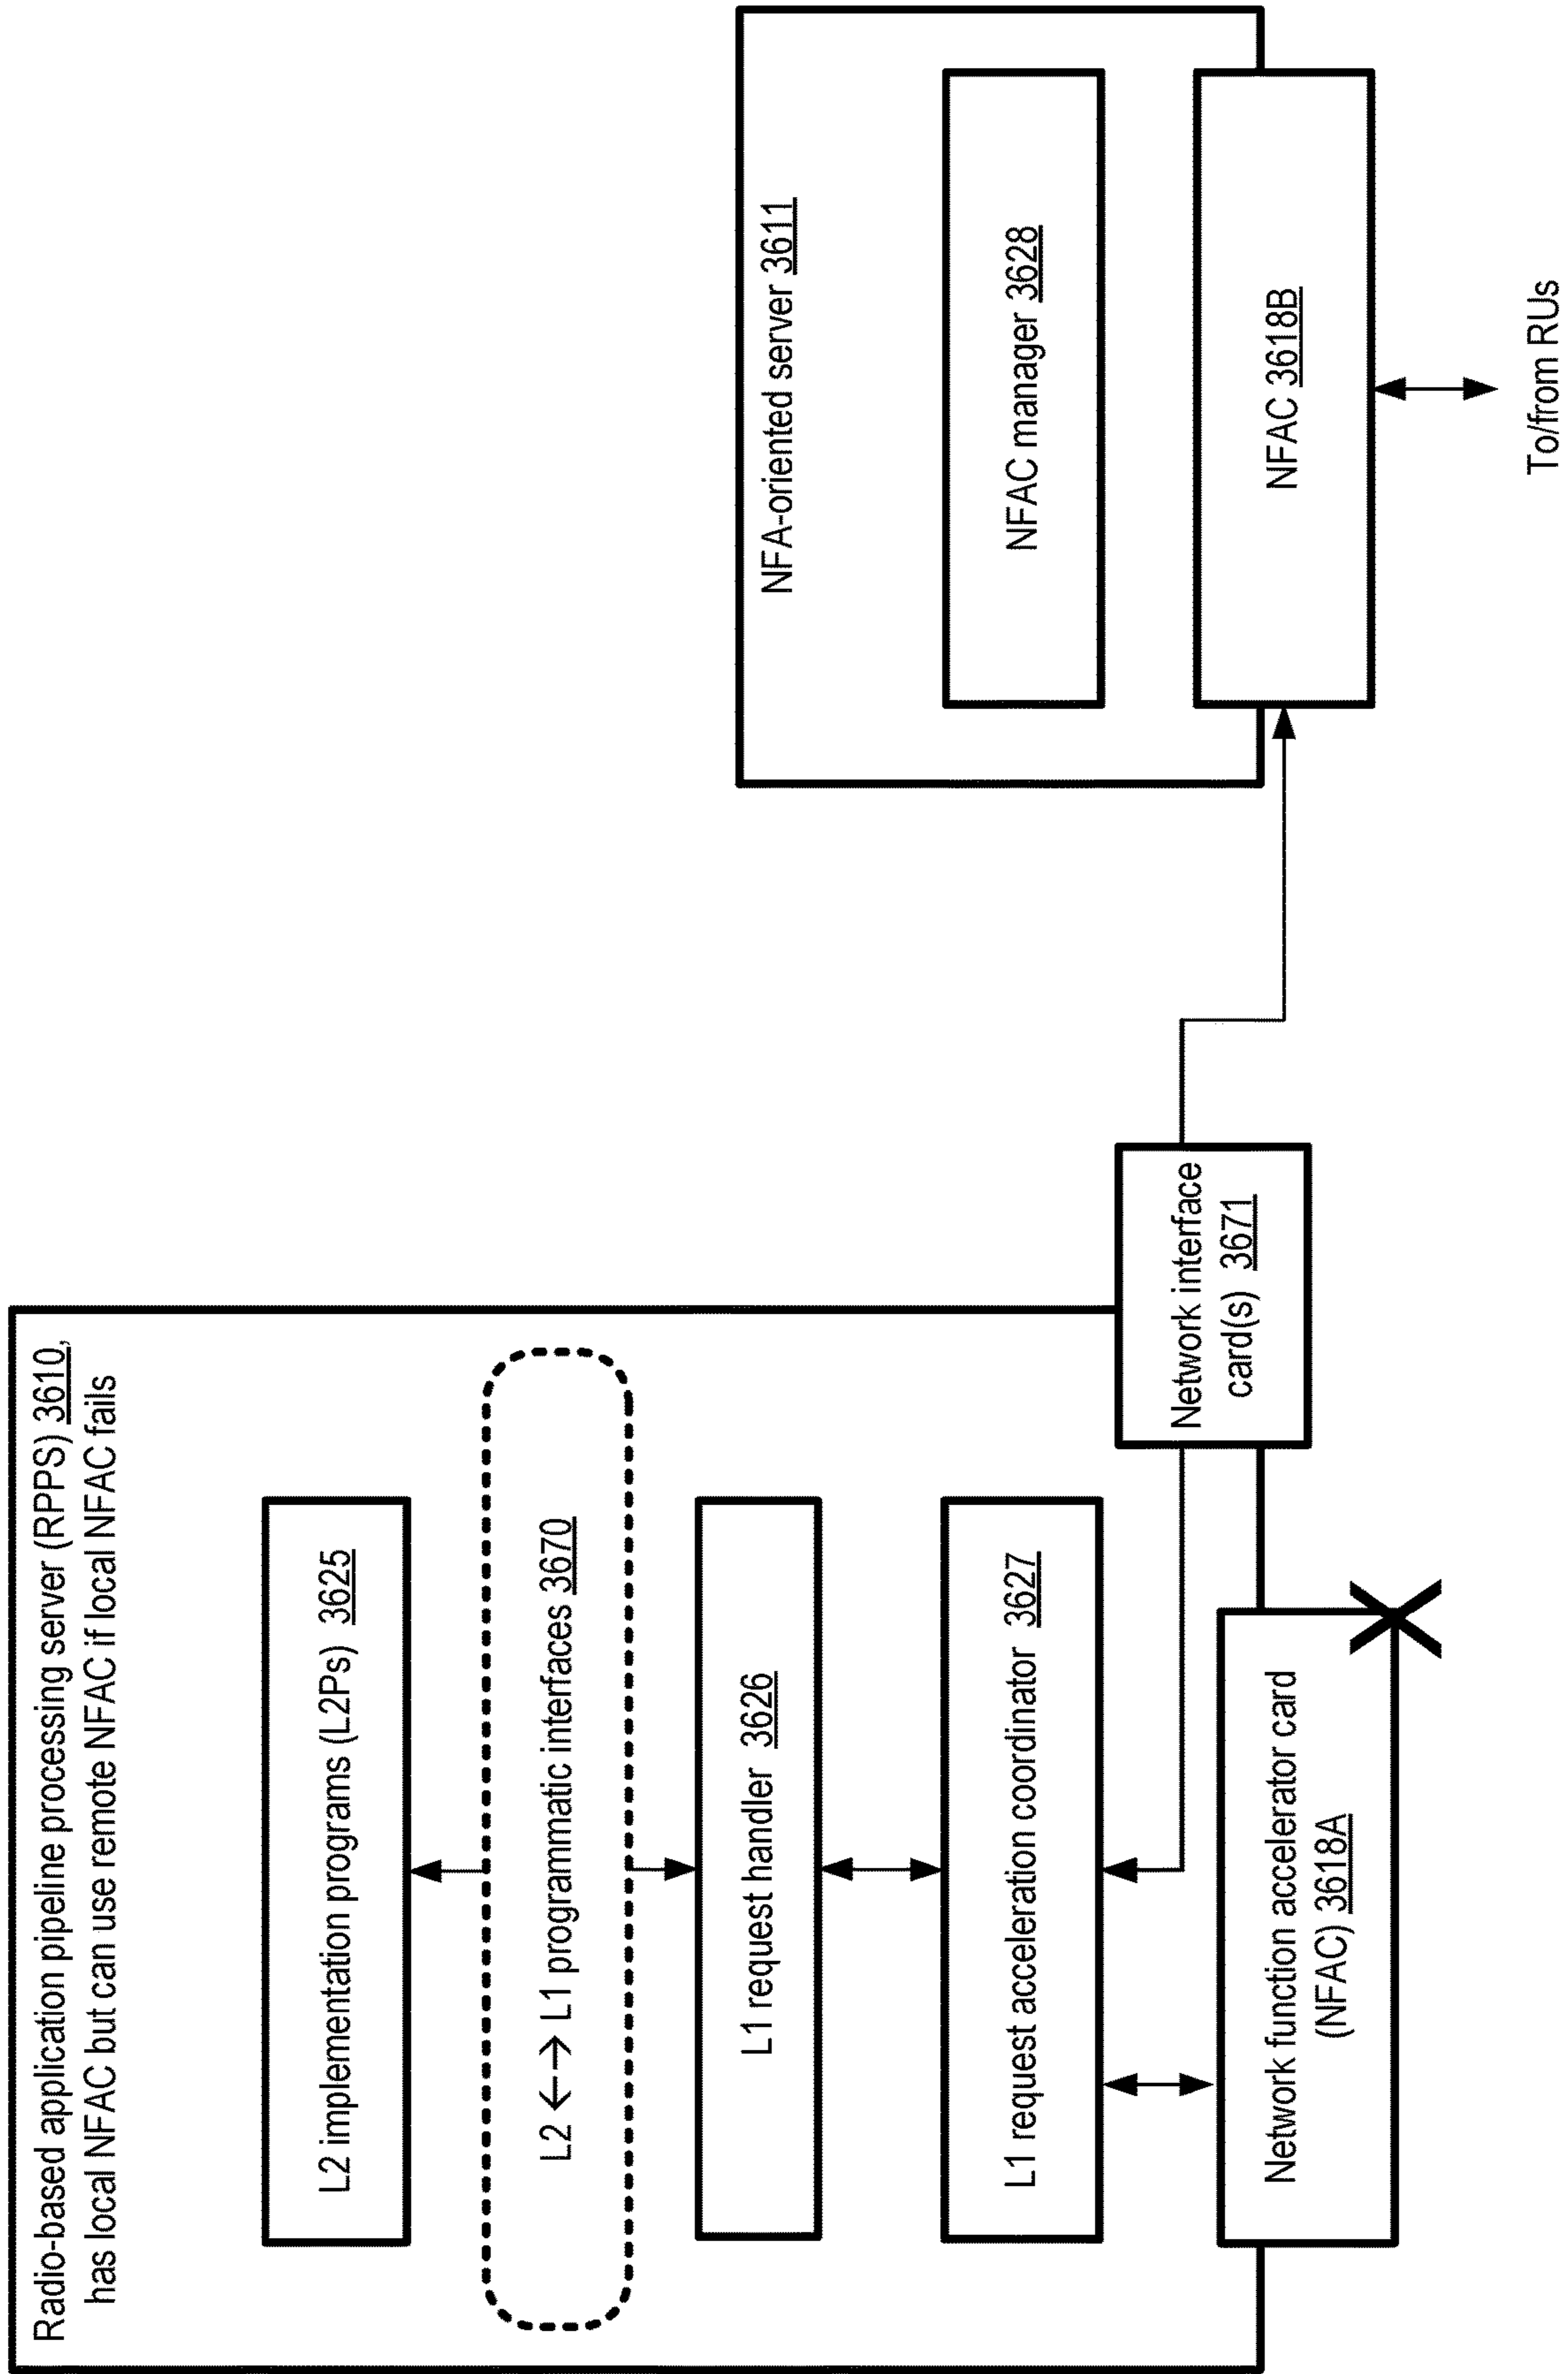 Radio-based application pipeline processing server (RPPS) 3610,
has local NFAC but can use remote NFAC if local NFAC fails
L2 implementation programs (L2Ps) 3625
L2 ←→ L1 programmatic interfaces 3670
L1 request handler 3626
L1 request acceleration coordinator 3627
Network function accelerator card
(NFAC) 3618A
Network interface
card(s) 3671
NFA-oriented server 3611
NFAC manager 3628
NFAC 3618B
To/from RUs